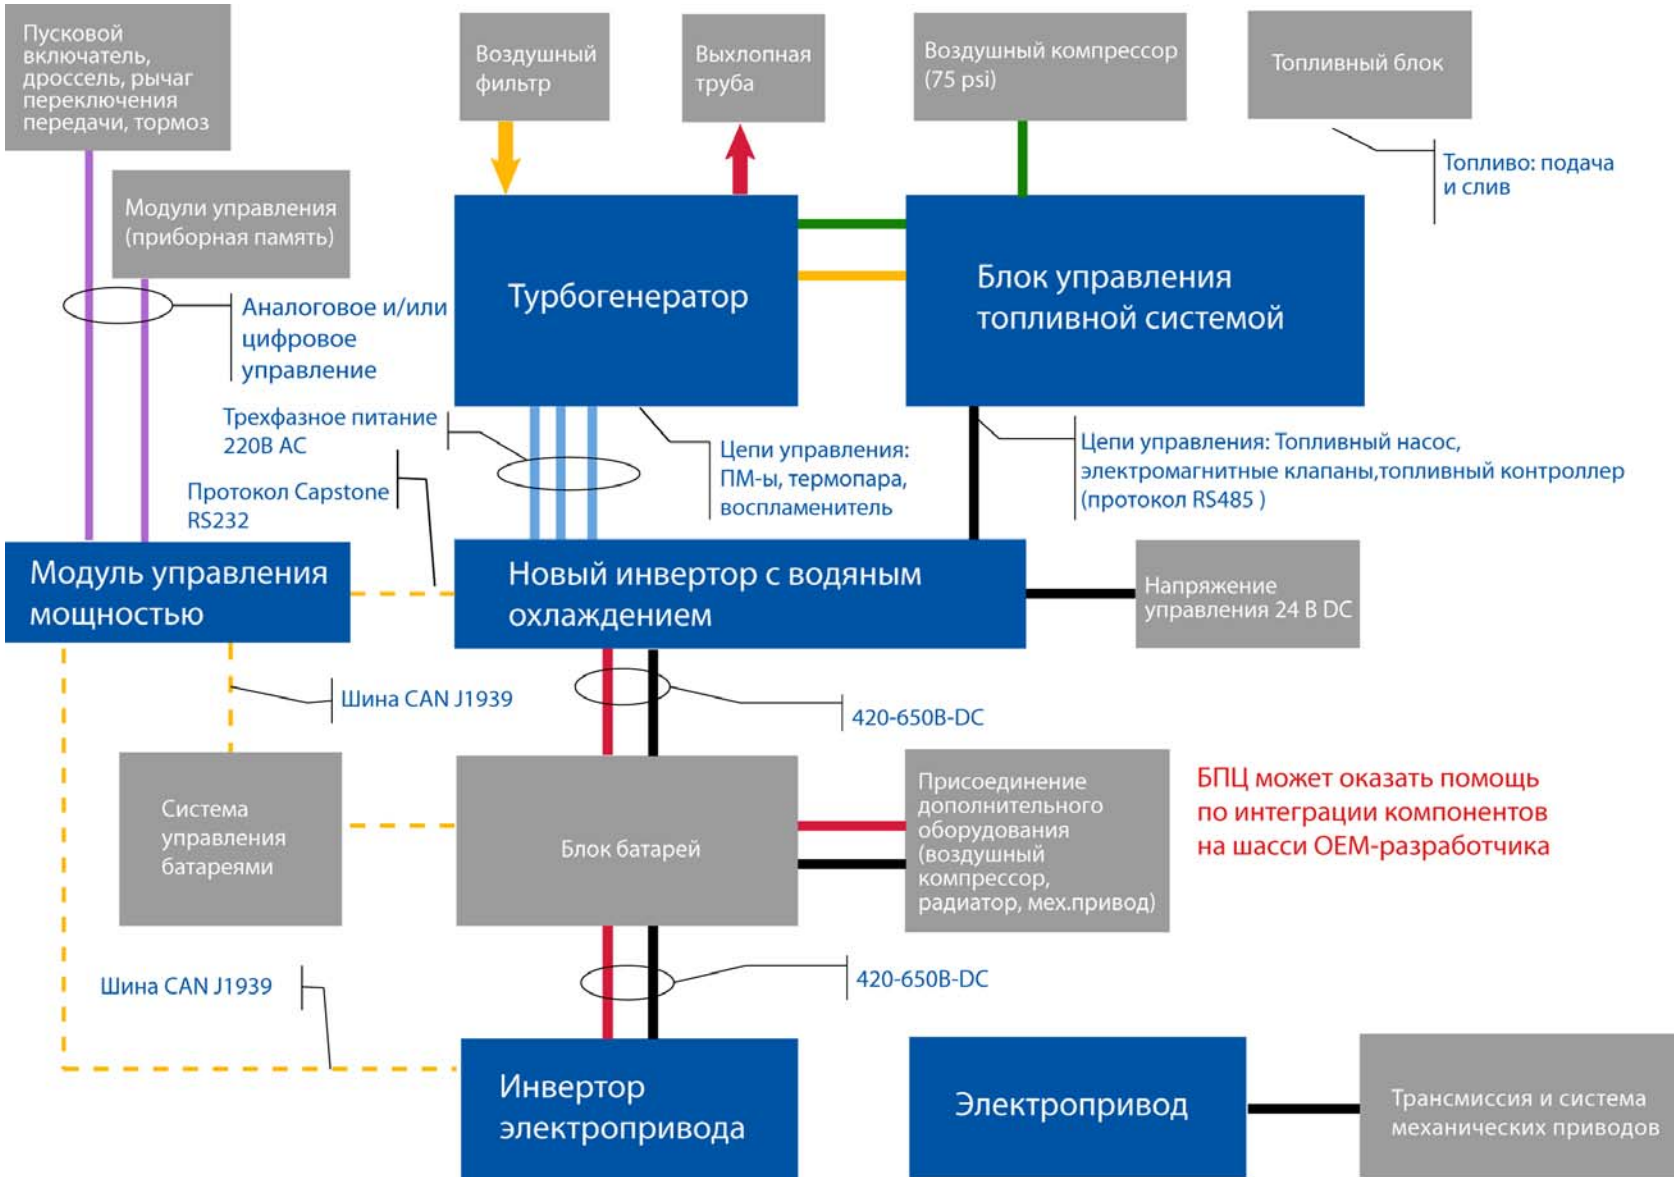 Пусковой
включатель,
дроссель, рычаг
переключения
передачи, тормоз
Воздушный
фильтр
Выхлопная
труба
Воздушный компрессор
(75 psi)
Топливный блок
Топливо: подача
и слив
Модули управления
(приборная память)
Аналоговое и/или
цифровое
управление
Турбогенератор
Блок управления
топливной системой
Трехфазное питание
220В AC
Протокол Capstone
RS232
Цепи управления:
ПМ-ы, термопара,
воспламенитель
Цепи управления: Топливный насос,
электромагнитные клапаны,топливный контроллер
(протокол RS485 )
Модуль управления
мощностью
Новый инвертор с водяным
охлаждением
Напряжение
управления 24 В DC
Шина CAN J1939
420-650В-DC
Система
управления
батареями
Блок батарей
Присоединение
дополнительного
оборудования
(воздушный
компрессор,
радиатор, мех.привод)
БПЦ может оказать помощь
по интеграции компонентов
на шасси OEM-разработчика
Шина CAN J1939
420-650В-DC
Инвертор
электропривода
Электропривод
Трансмиссия и система
механических приводов